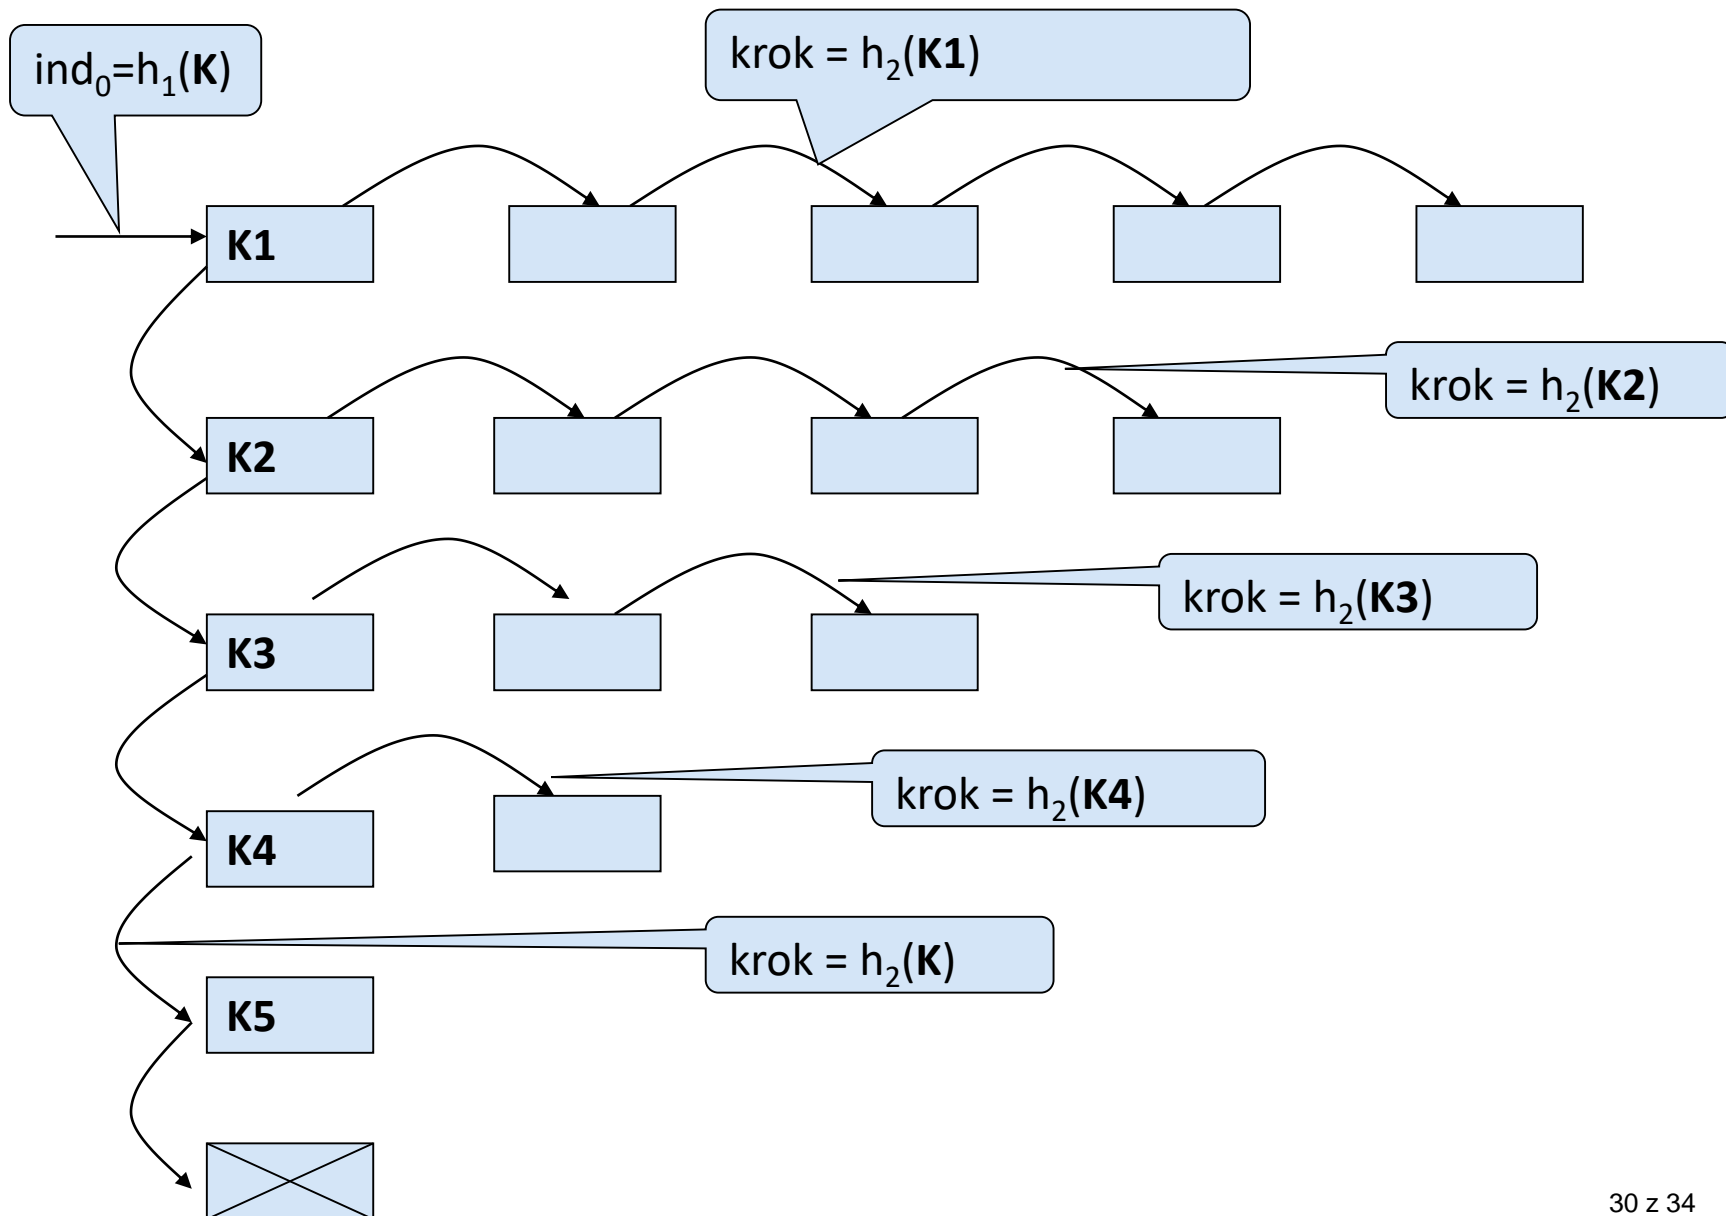 ind₀=h₁(K)
krok = h₂(K1)
K1
krok = h₂(K2)
K2
krok = h₂(K3)
K3
krok = h₂(K4)
K4
krok = h₂(K)
K5
30 z 34